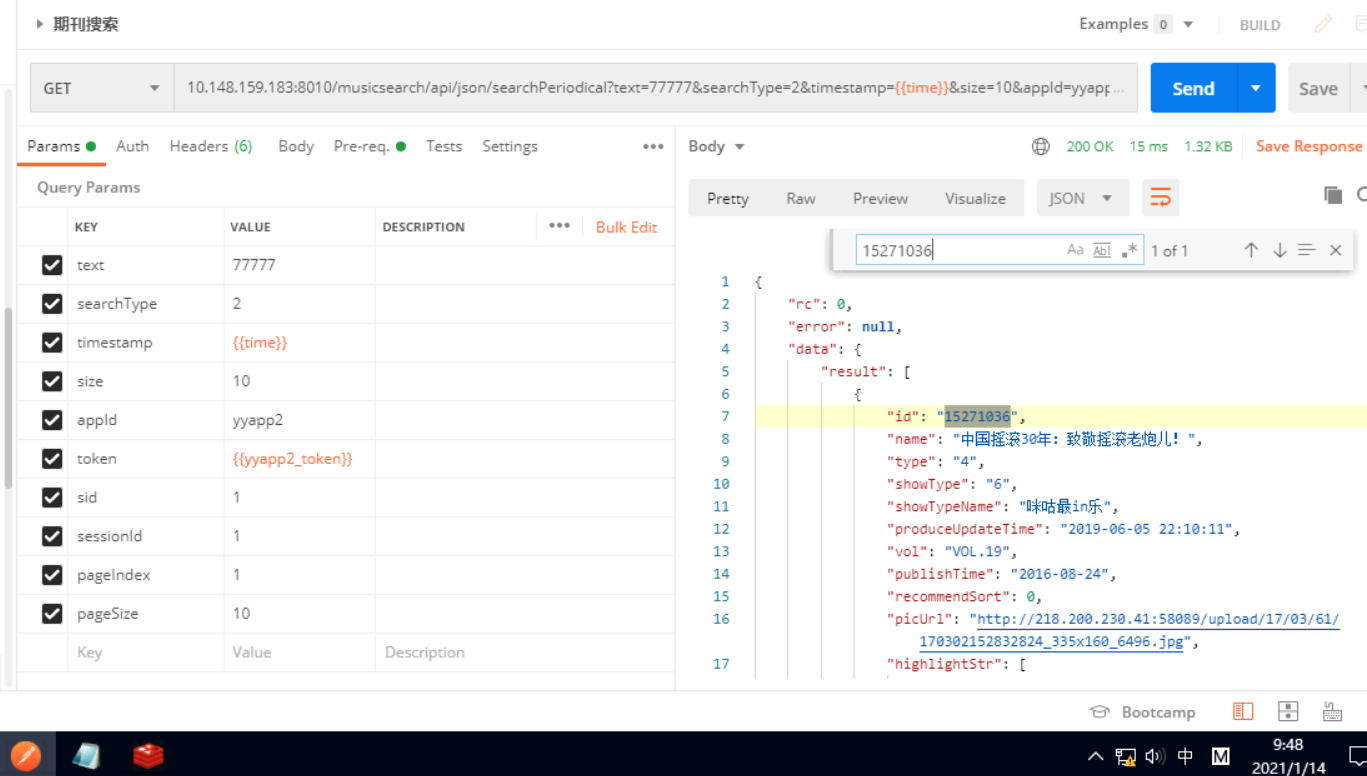 期刊搜索 Examples 0 BUILD
GET 10.148.159.183:8010/musicsearch/api/json/searchPeriodical?text=77777&searchType=2&timestamp={{time}}&size=10&appId=yyapp... Send Save
Params Auth Headers (6) Body Pre-req. Tests Settings ••• Body 200 OK 15 ms 1.32 KB Save Response
Query Params
Pretty Raw Preview Visualize JSON
KEY VALUE DESCRIPTION ••• Bulk Edit
15271036 Aa Abl .* 1 of 1
text 77777
searchType 2
timestamp {{time}}
size 10
appId yyapp2
token {{yyapp2_token}}
sid 1
sessionId 1
pageIndex 1
pageSize 10
Key Value Description
1 {
2 "rc": 0,
3 "error": null,
4 "data": {
5 "result": [
6 {
7 "id": "15271036",
8 "name": "中国摇滚30年：致敬摇滚老炮儿！",
9 "type": "4",
10 "showType": "6",
11 "showTypeName": "咪咕最in乐",
12 "produceUpdateTime": "2019-06-05 22:10:11",
13 "vol": "VOL.19",
14 "publishTime": "2016-08-24",
15 "recommendSort": 0,
16 "picUrl": "http://218.200.230.41:58089/upload/17/03/61/
170302152832824_335x160_6496.jpg",
17 "highlightStr": [
Bootcamp
中 M 9:48
2021/1/14